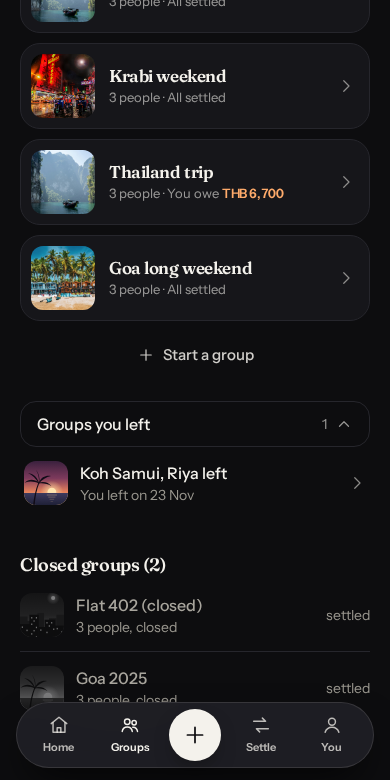 3 people · All settled
Krabi weekend
3 people · All settled
Thailand trip
3 people · You owe THB 6,700
Goa long weekend
3 people · All settled
Start a group
Groups you left 1
Koh Samui, Riya left
You left on 23 Nov
Closed groups (2)
Flat 402 (closed)
3 people, closed
settled
Goa 2025
3 people, closed
settled
Home Groups Settle You